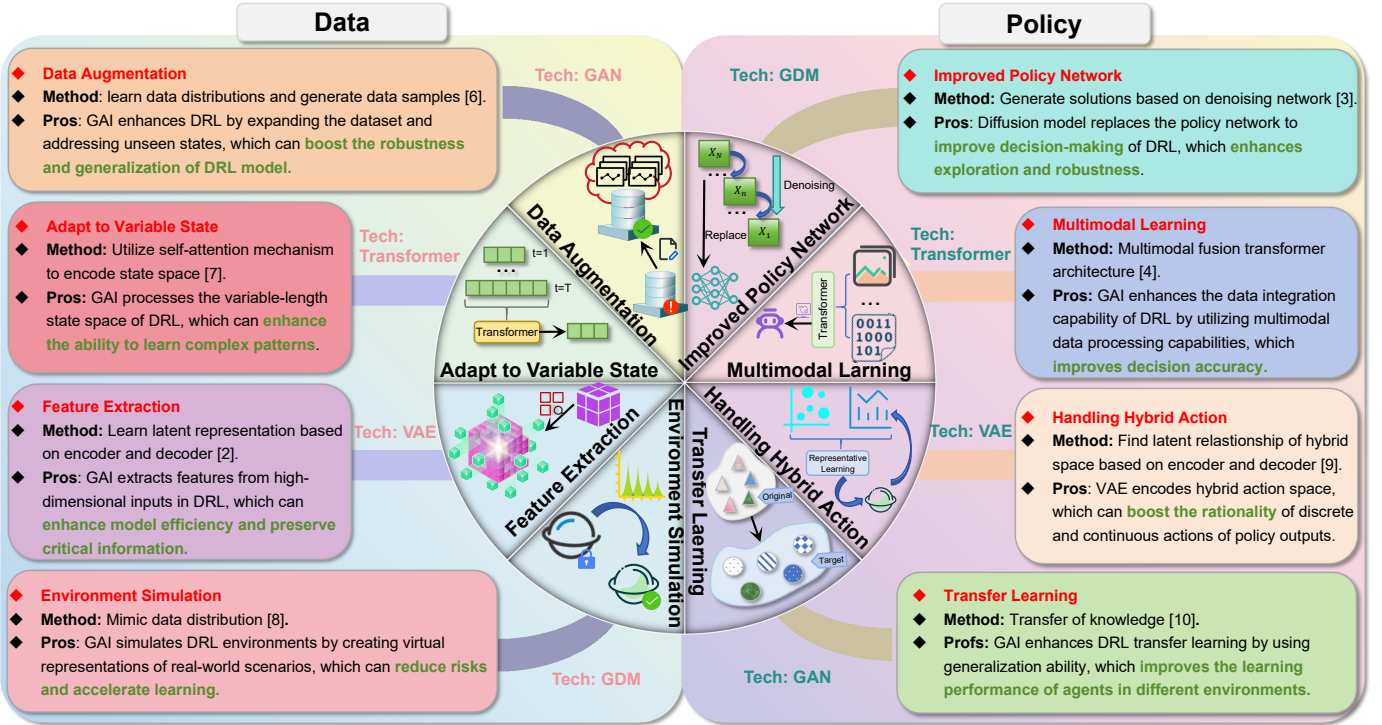 Data
Policy
Data Augmentation
Method: learn data distributions and generate data samples [6].
Pros: GAI enhances DRL by expanding the dataset and
addressing unseen states, which can boost the robustness
and generalization of DRL model.
Tech: GAN
Adapt to Variable State
Method: Utilize self-attention mechanism
to encode state space [7].
Pros: GAI processes the variable-length
state space of DRL, which can enhance
the ability to learn complex patterns.
Tech:
Transformer
Feature Extraction
Method: Learn latent representation based
on encoder and decoder [2].
Pros: GAI extracts features from high-
dimensional inputs in DRL, which can
enhance model efficiency and preserve
critical information.
Tech: VAE
Environment Simulation
Method: Mimic data distribution [8].
Pros: GAI simulates DRL environments by creating virtual
representations of real-world scenarios, which can reduce risks
and accelerate learning.
Tech: GDM
Data Augmentation
t=1
...
t=T
Transformer
Adapt to Variable State
Feature Extraction
Environment Simulation
X_N
...
X_n
...
X_1
Denoising
Replace
Improved Policy Network
Transformer
...
0011
1000
101
Multimodal Larning
Representative
Learning
Handling Hybrid Action
Original
Target
Transfer Laerning
Tech: GDM
Improved Policy Network
Method: Generate solutions based on denoising network [3].
Pros: Diffusion model replaces the policy network to
improve decision-making of DRL, which enhances
exploration and robustness.
Tech:
Transformer
Multimodal Learning
Method: Multimodal fusion transformer
architecture [4].
Pros: GAI enhances the data integration
capability of DRL by utilizing multimodal
data processing capabilities, which
improves decision accuracy.
Tech: VAE
Handling Hybrid Action
Method: Find latent relastionship of hybrid
space based on encoder and decoder [9].
Pros: VAE encodes hybrid action space,
which can boost the rationality of discrete
and continuous actions of policy outputs.
Tech: GAN
Transfer Learning
Method: Transfer of knowledge [10].
Profs: GAI enhances DRL transfer learning by using
generalization ability, which improves the learning
performance of agents in different environments.